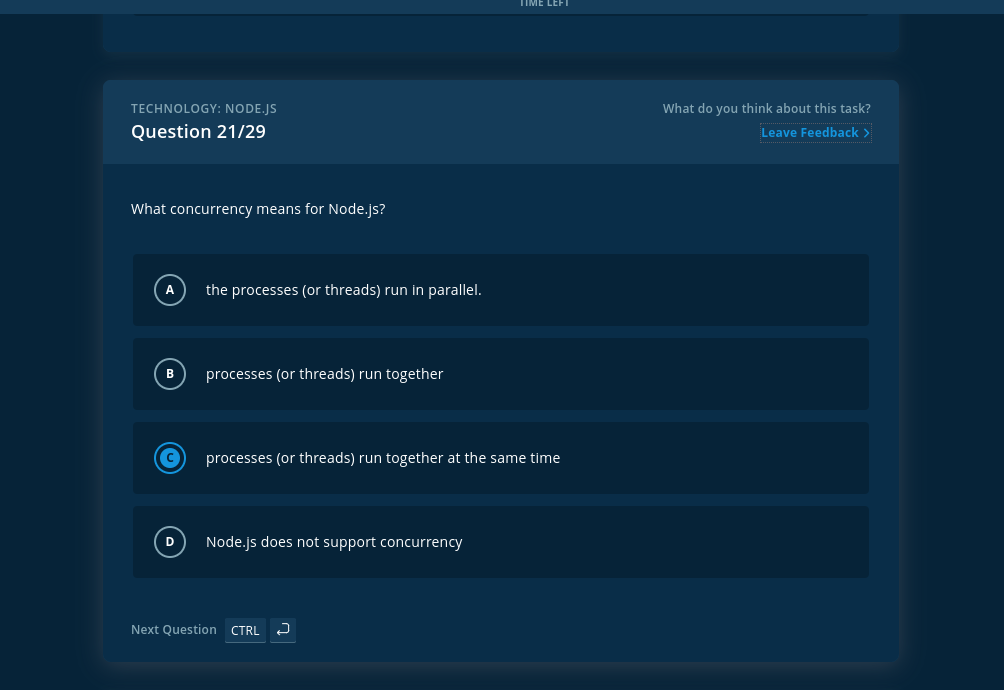 TIME LEFT
TECHNOLOGY: NODE.JS
What do you think about this task?
Question 21/29
Leave Feedback >
What concurrency means for Node.js?
A the processes (or threads) run in parallel.
B processes (or threads) run together
C processes (or threads) run together at the same time
D Node.js does not support concurrency
Next Question CTRL